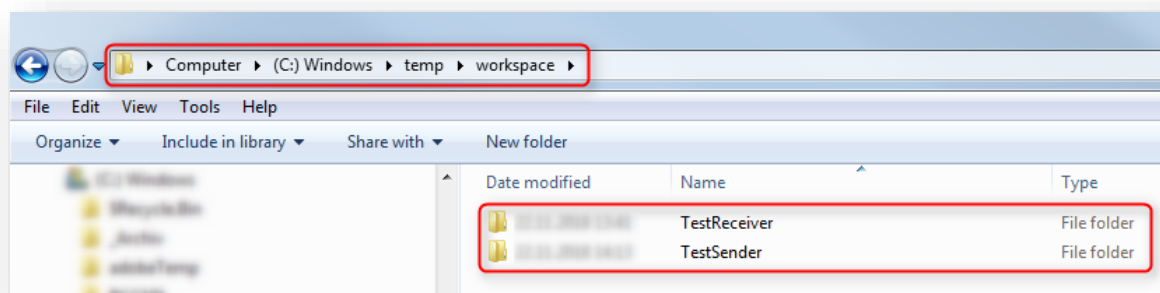 Computer (C:) Windows temp workspace
File Edit View Tools Help
Organize Include in library Share with New folder
Date modified Name Type
TestReceiver File folder
TestSender File folder